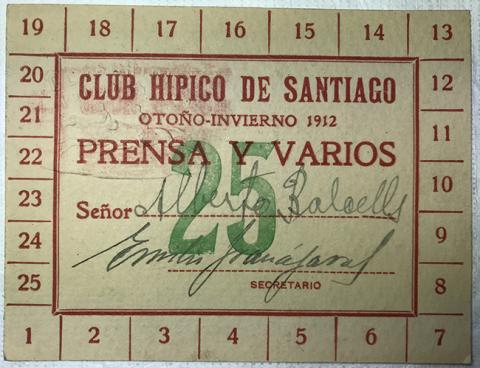 19 18 17 16 15 14 13
20 12
CLUB HIPICO DE SANTIAGO
21 OTOÑO-INVIERNO 1912 11
22 PRENSA Y VARIOS
25
23 Señor Alberto Balcells 10
24 9
SECRETARIO
25 8
1 2 3 4 5 6 7